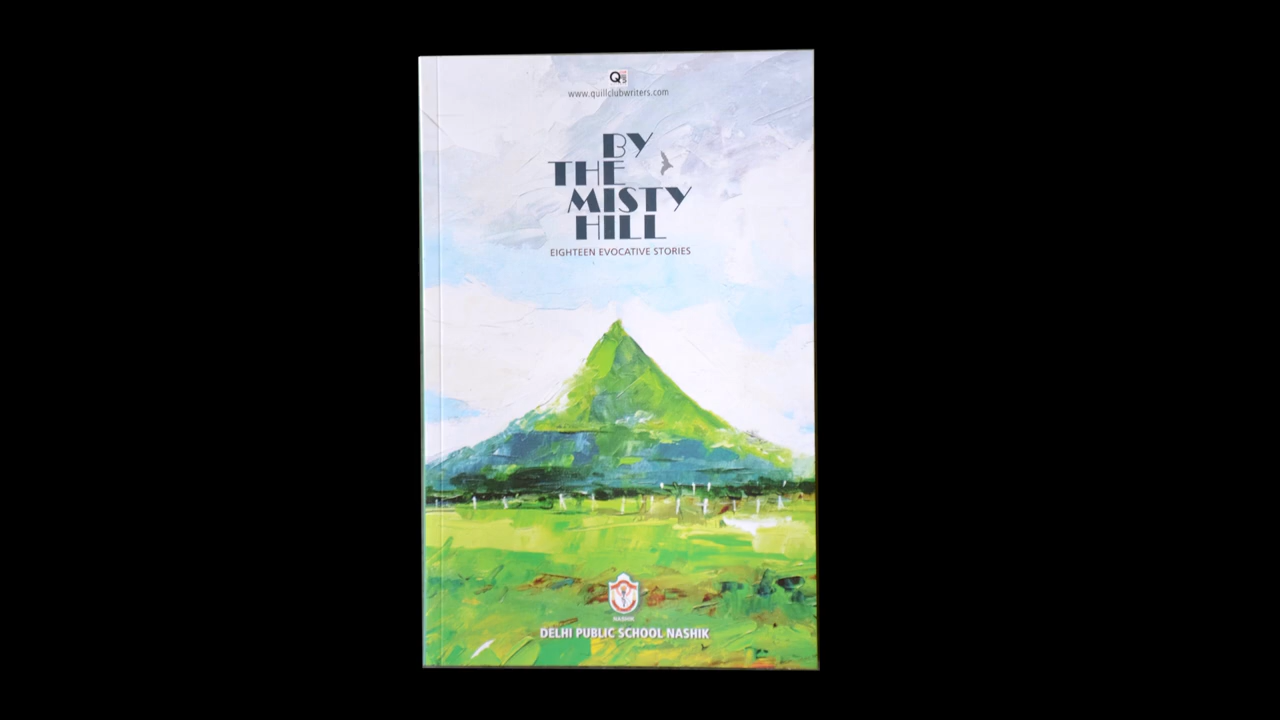 www.quillclubwriters.com
BY
THE
MISTY
HILL
EIGHTEEN EVOCATIVE STORIES
NASHIK
DELHI PUBLIC SCHOOL NASHIK